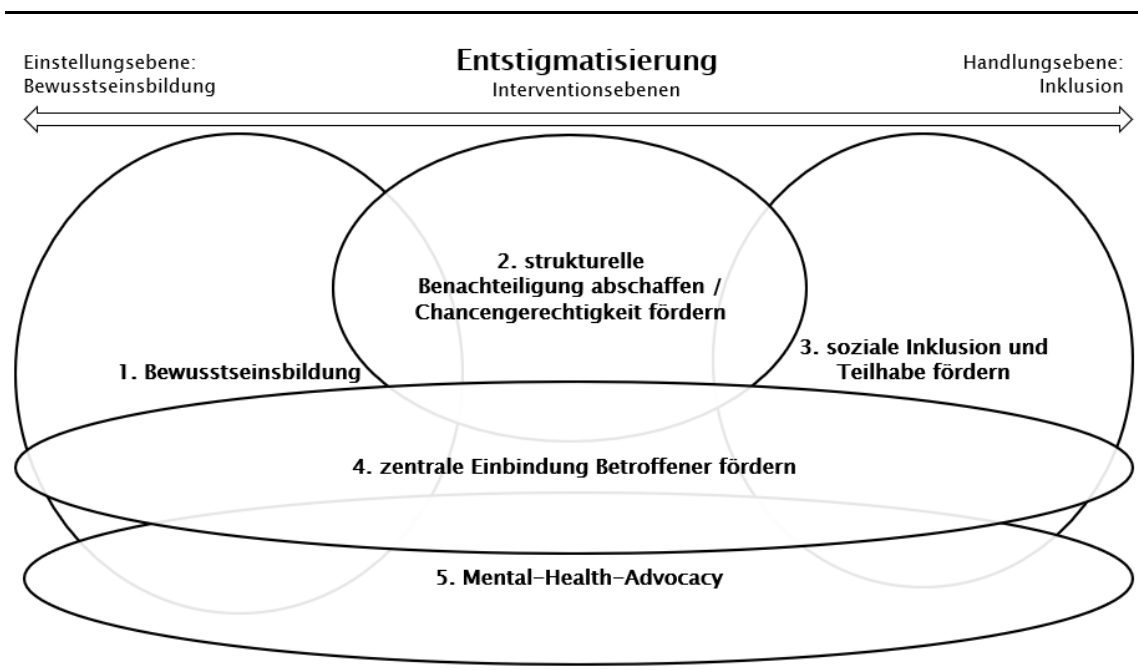 Einstellungsebene:
Bewusstseinsbildung
Entstigmatisierung
Interventionsebenen
Handlungsebene:
Inklusion
2. strukturelle
Benachteiligung abschaffen /
Chancengerechtigkeit fördern
1. Bewusstseinsbildung
3. soziale Inklusion und
Teilhabe fördern
4. zentrale Einbindung Betroffener fördern
5. Mental-Health-Advocacy